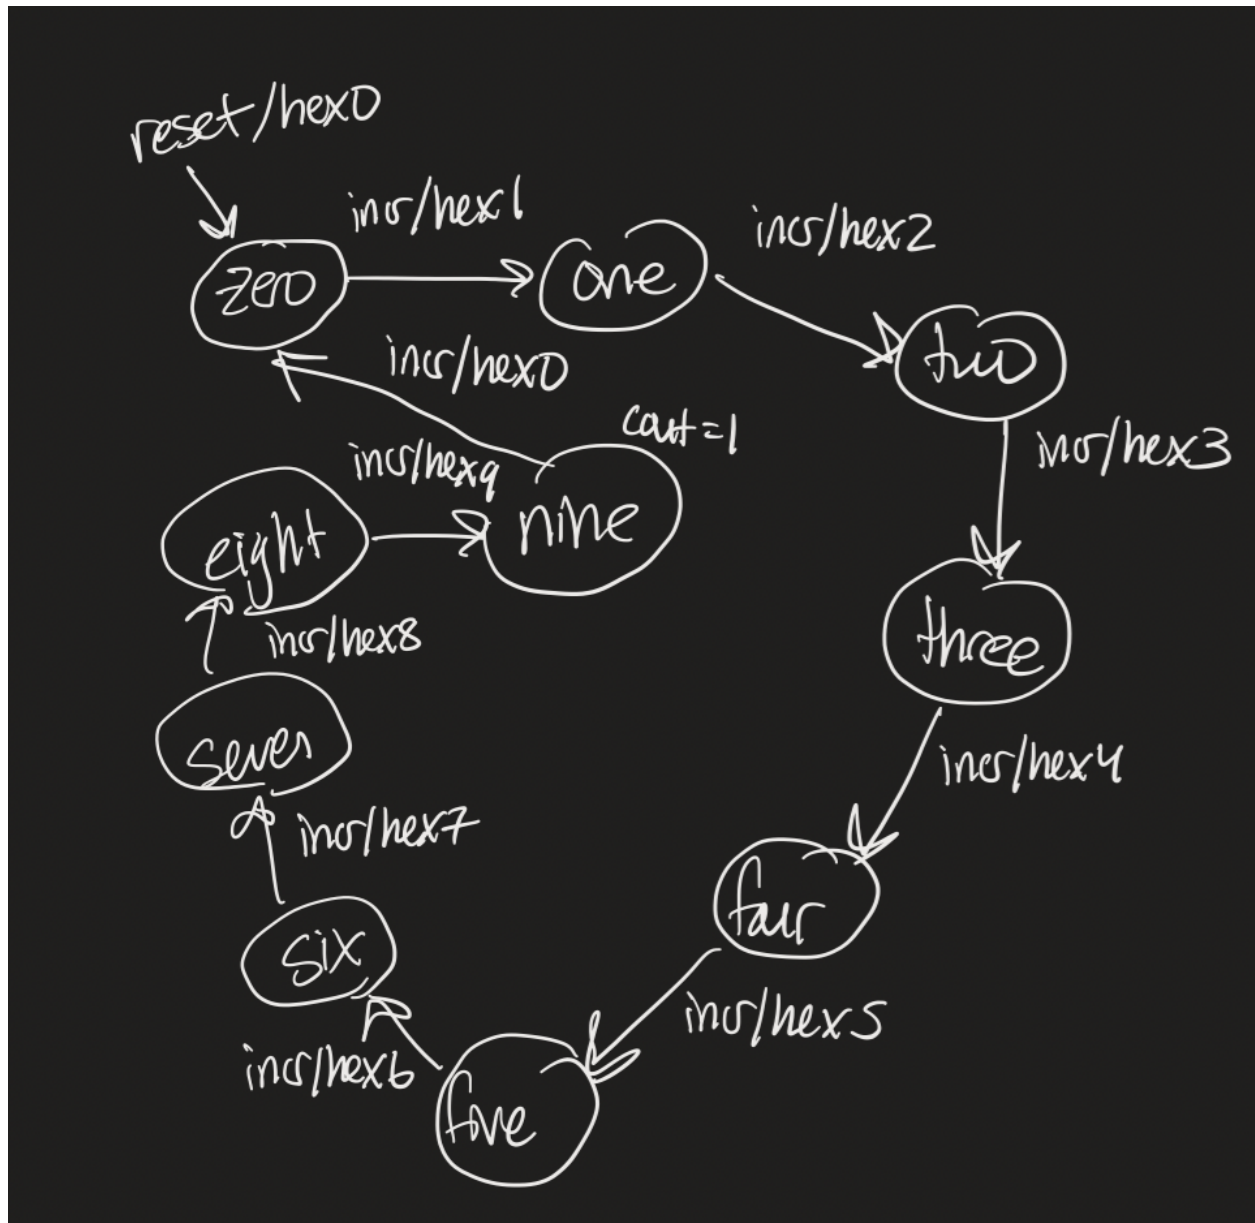 reset/hex0
incr/hex1
incr/hex2
zero
one
two
incr/hex0
cout=1
incr/hex3
incr/hex9
eight
nine
three
incr/hex8
seven
incr/hex4
incr/hex7
four
six
incr/hex5
incr/hex6
five